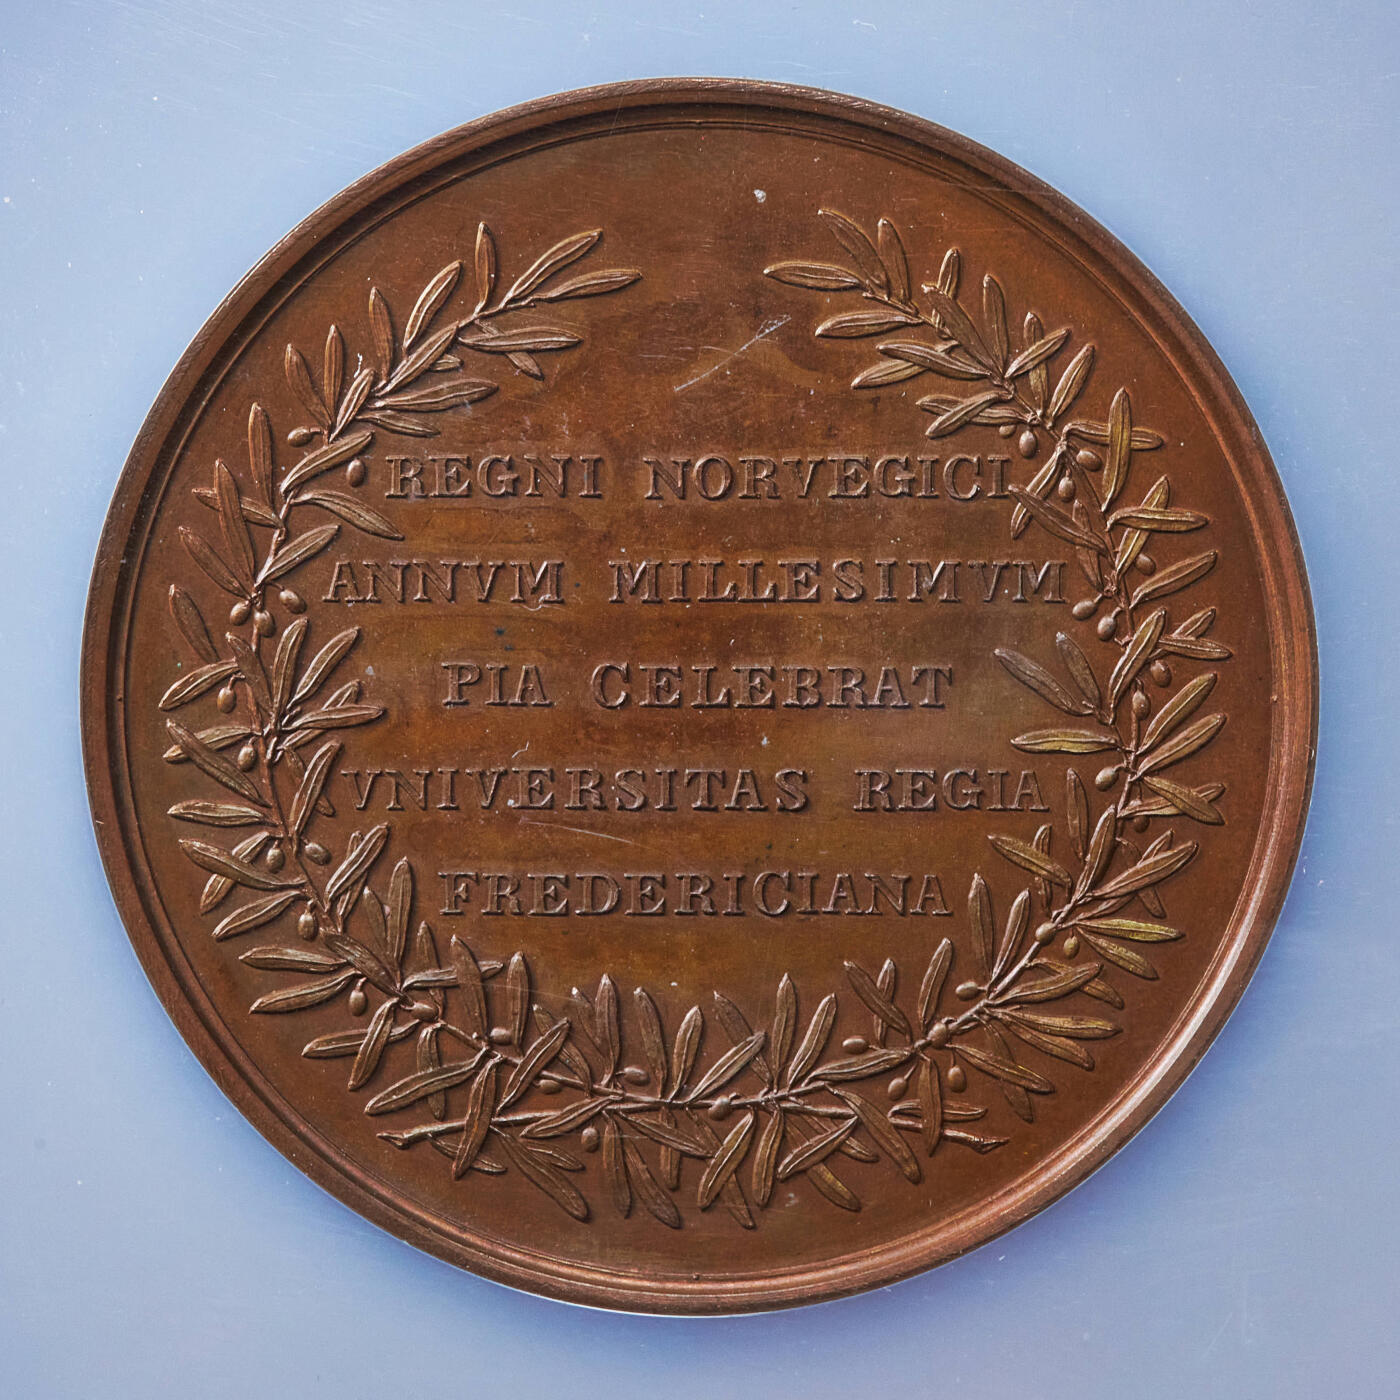 REGNI NORVEGICI
ANNVM MILLESIMVM
PIA CELEBRAT
VNIVERSITAS REGIA
FREDERICIANA